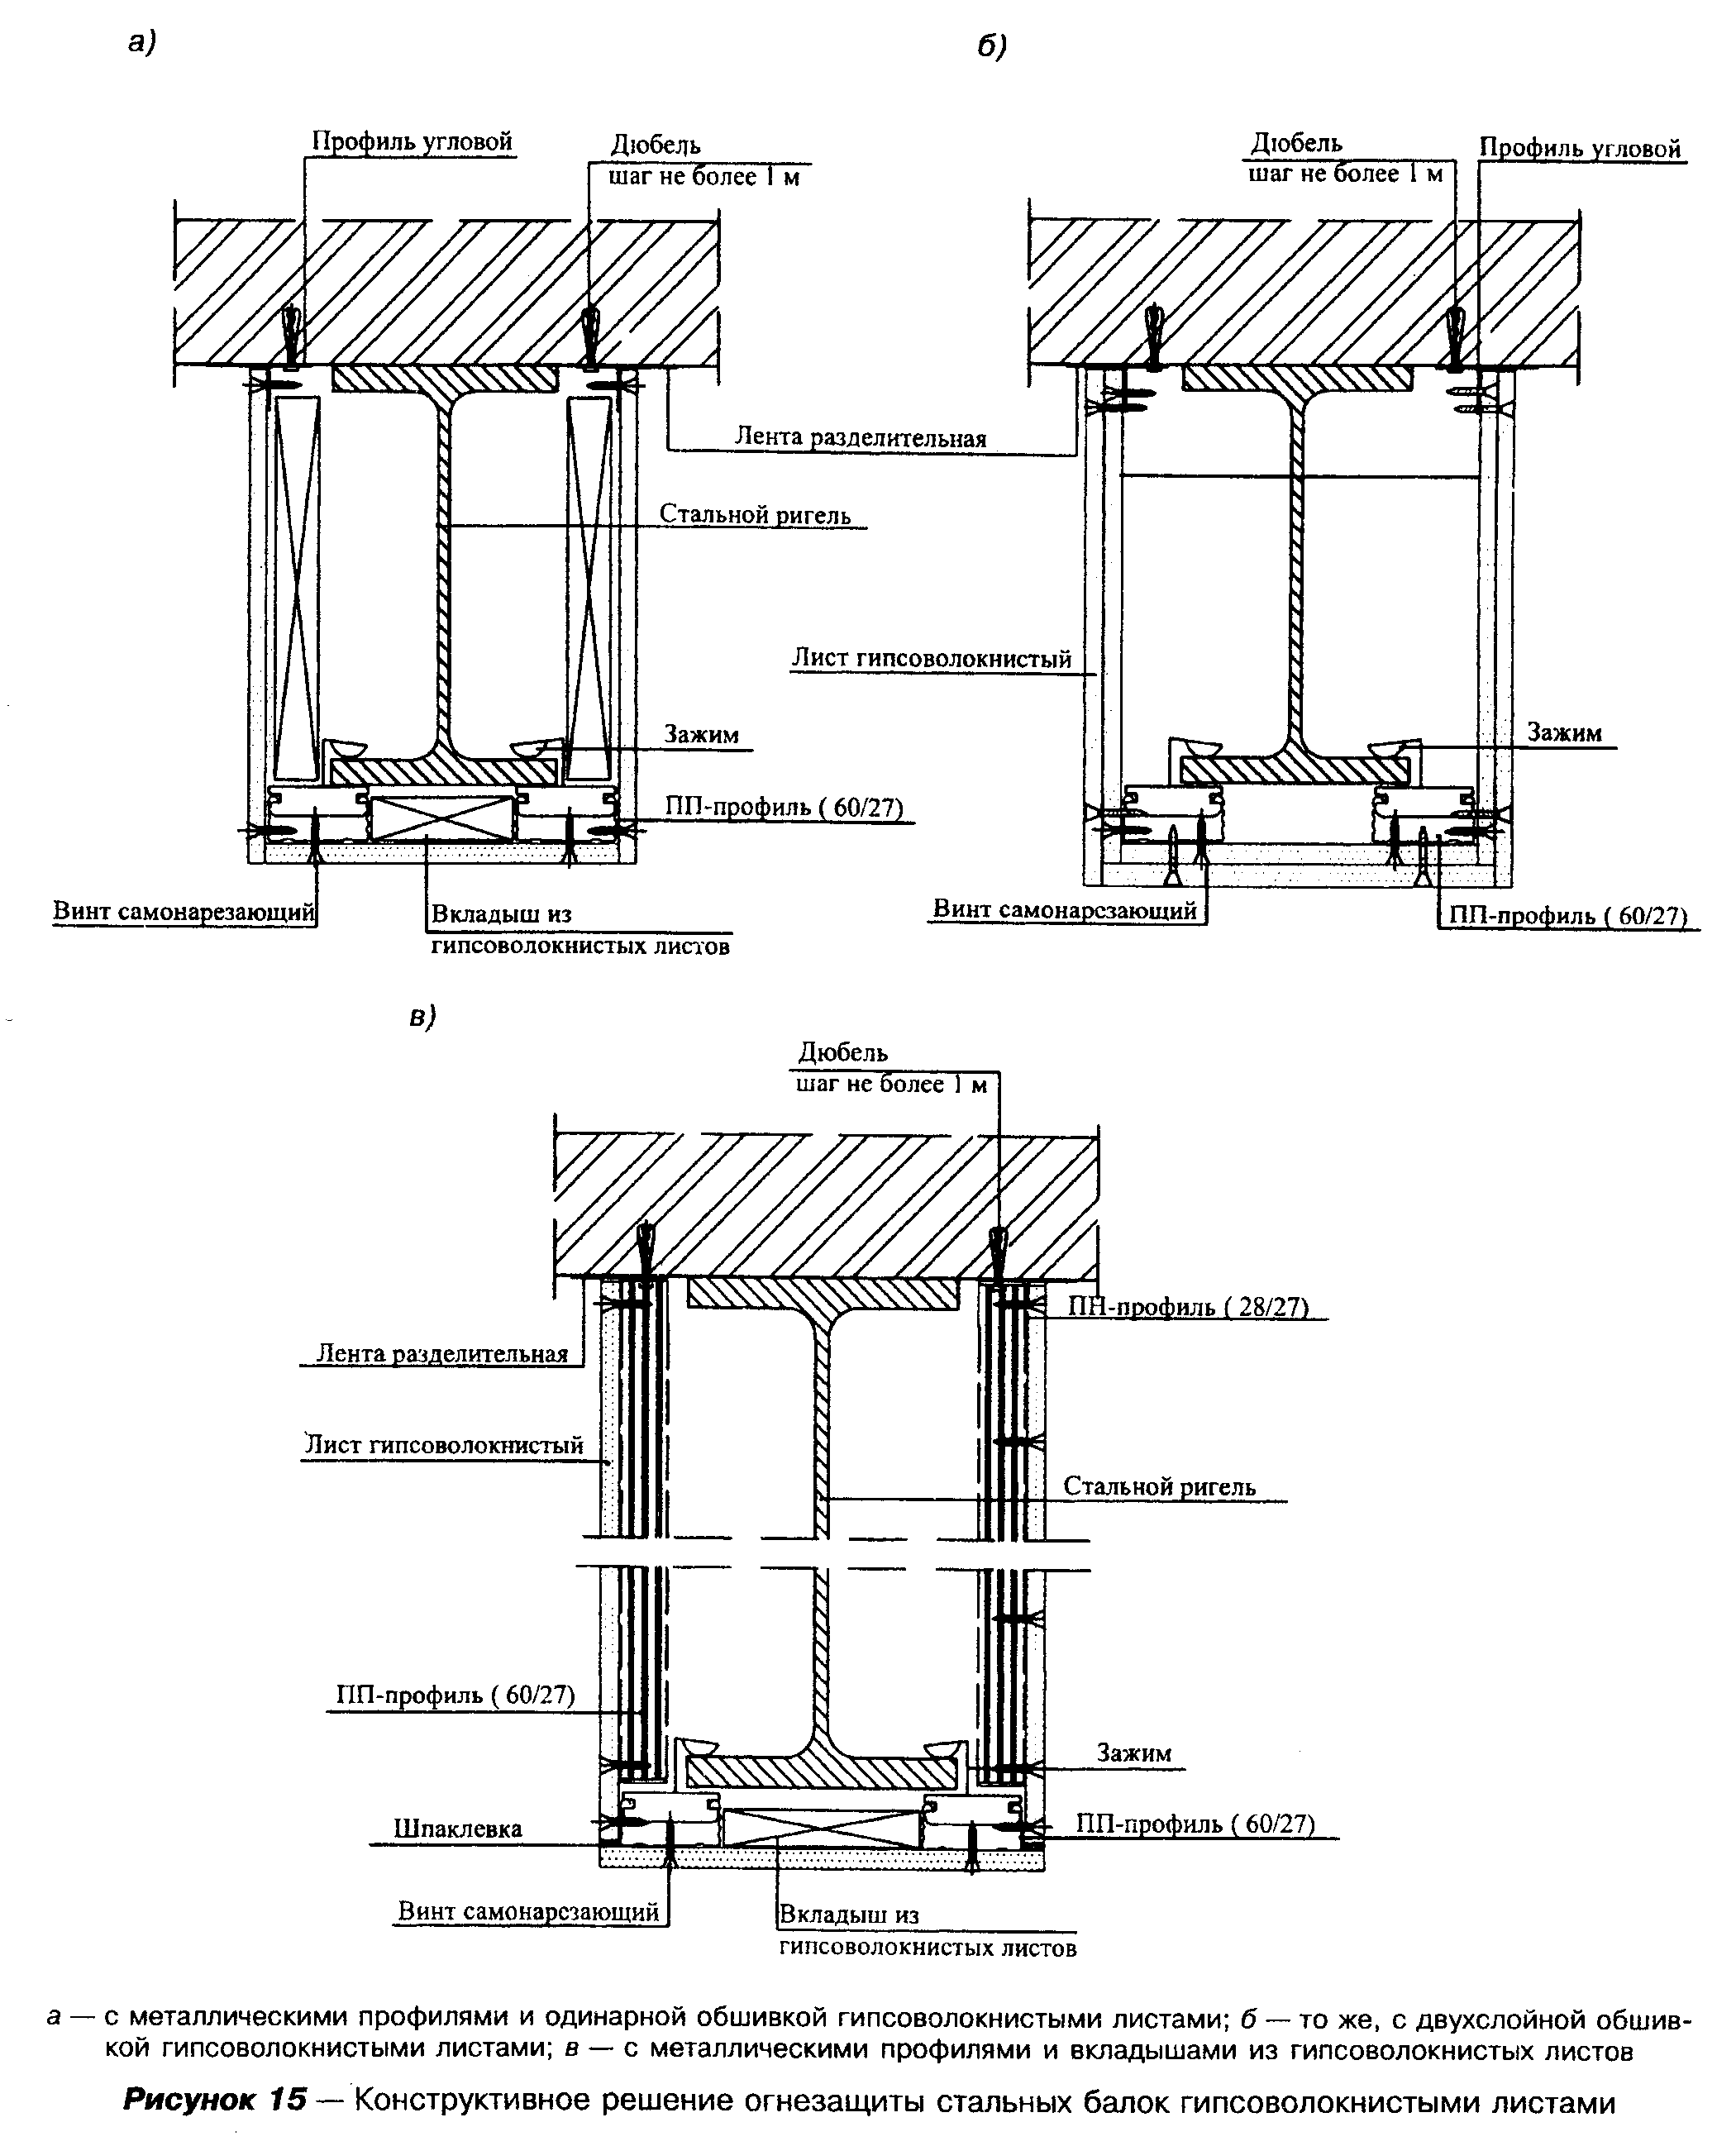 а)
б)
Профиль угловой
Дюбель
шаг не более 1 м
Дюбель
шаг не более 1 м
Профиль угловой
Лента разделительная
Стальной ригель
Лист гипсоволокнистый
Зажим
Зажим
ПП-профиль ( 60/27)
Винт самонарезающий
Вкладыш из
гипсоволокнистых листов
Винт самонарезающий
ПП-профиль ( 60/27)
в)
Дюбель
шаг не более 1 м
ПН-профиль ( 28/27)
Лента разделительная
Лист гипсоволокнистый
Стальной ригель
ПП-профиль ( 60/27)
Зажим
Шпаклевка
ПП-профиль ( 60/27)
Винт самонарезающий
Вкладыш из
гипсоволокнистых листов
а — с металлическими профилями и одинарной обшивкой гипсоволокнистыми листами; б — то же, с двухслойной обшив-
кой гипсоволокнистыми листами; в — с металлическими профилями и вкладышами из гипсоволокнистых листов
Рисунок 15 — Конструктивное решение огнезащиты стальных балок гипсоволокнистыми листами